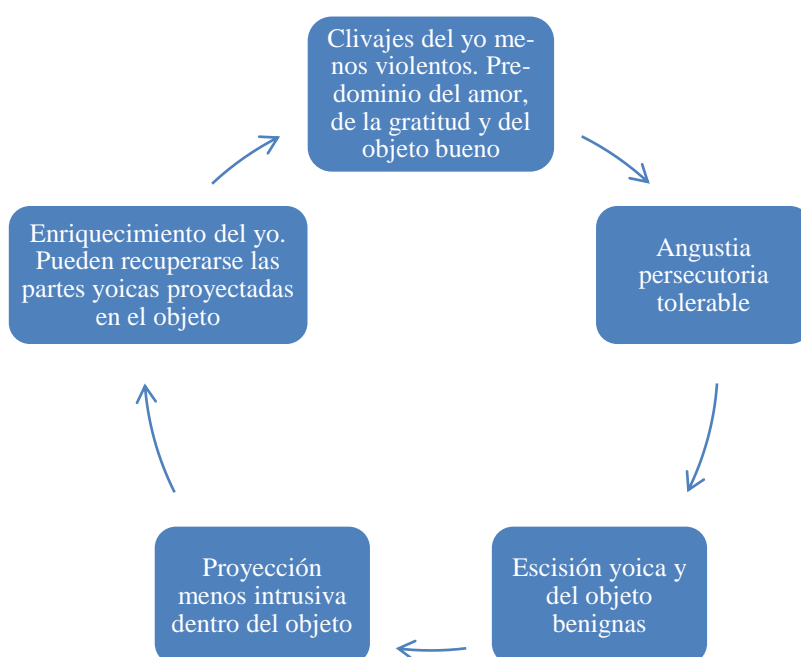 Clivajes del yo me-
nos violentos. Pre-
dominio del amor,
de la gratitud y del
objeto bueno
Angustia
persecutoria
tolerable
Escisión yoica y
del objeto
benignas
Proyección
menos intrusiva
dentro del objeto
Enriquecimiento del yo.
Pueden recuperarse las
partes yoicas proyectadas
en el objeto